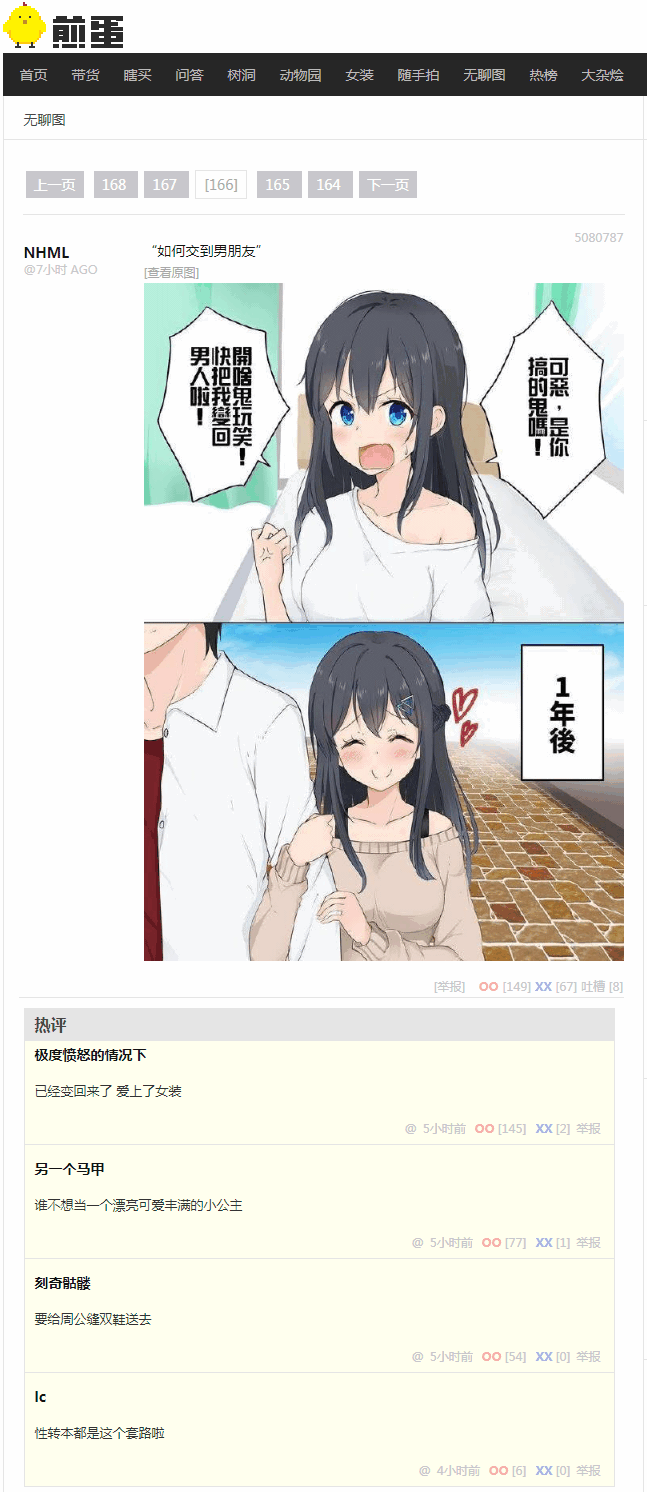 煎蛋
首页 带货 瞎买 问答 树洞 动物园 女装 随手拍 无聊图 热榜 大杂烩
无聊图
上一页 168 167 [166] 165 164 下一页
5080787
NHML
@7小时 AGO
“如何交到男朋友”
[查看原图]
可惡，是你
搞的鬼嗎！
開啥鬼玩笑！
快把我變回
男人啦！
1年後
[举报] OO [149] XX [67] 吐槽 [8]
热评
极度愤怒的情况下
已经变回来了 爱上了女装
@ 5小时前 OO [145] XX [2] 举报
另一个马甲
谁不想当一个漂亮可爱丰满的小公主
@ 5小时前 OO [77] XX [1] 举报
刻奇骷髅
要给周公缝双鞋送去
@ 5小时前 OO [54] XX [0] 举报
lc
性转本都是这个套路啦
@ 4小时前 OO [6] XX [0] 举报